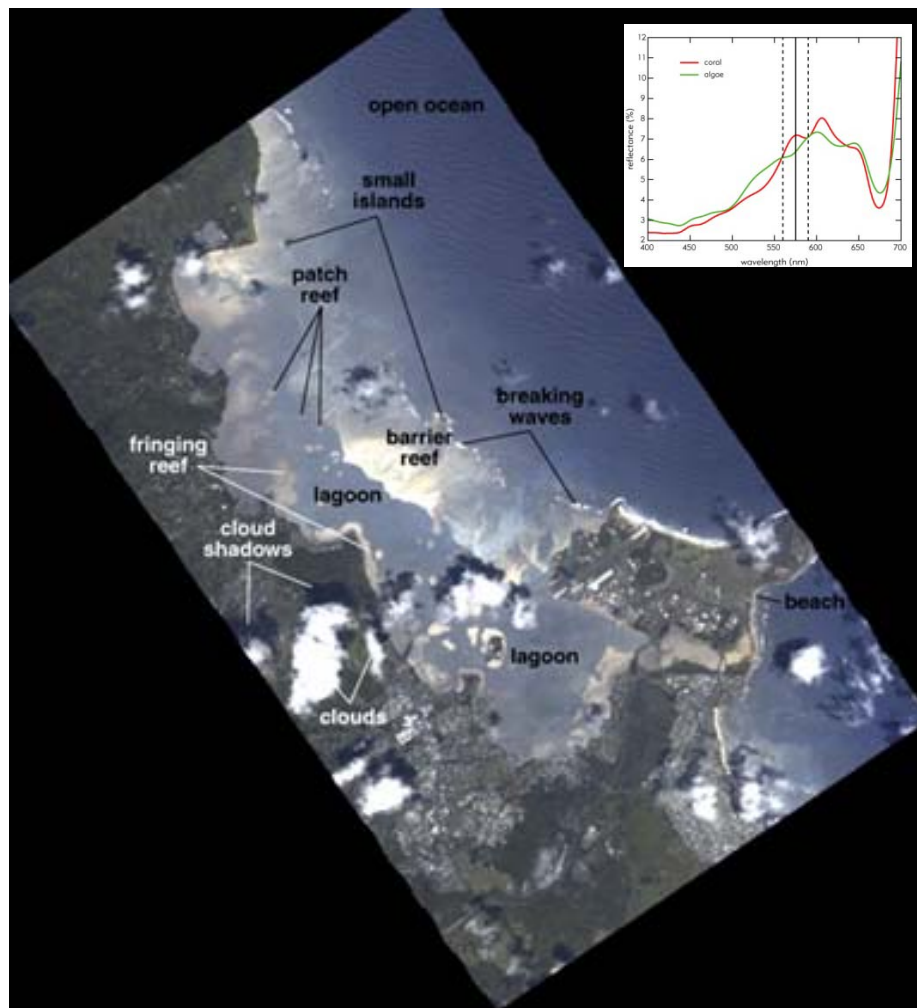 open ocean
small
islands
patch
reef
breaking
waves
barrier
reef
fringing
reef
lagoon
cloud
shadows
beach
lagoon
clouds
12
11
10
9
8
7
6
5
4
3
2
reflectance (%)
coral
algae
400
450
500
550
600
650
700
wavelength (nm)